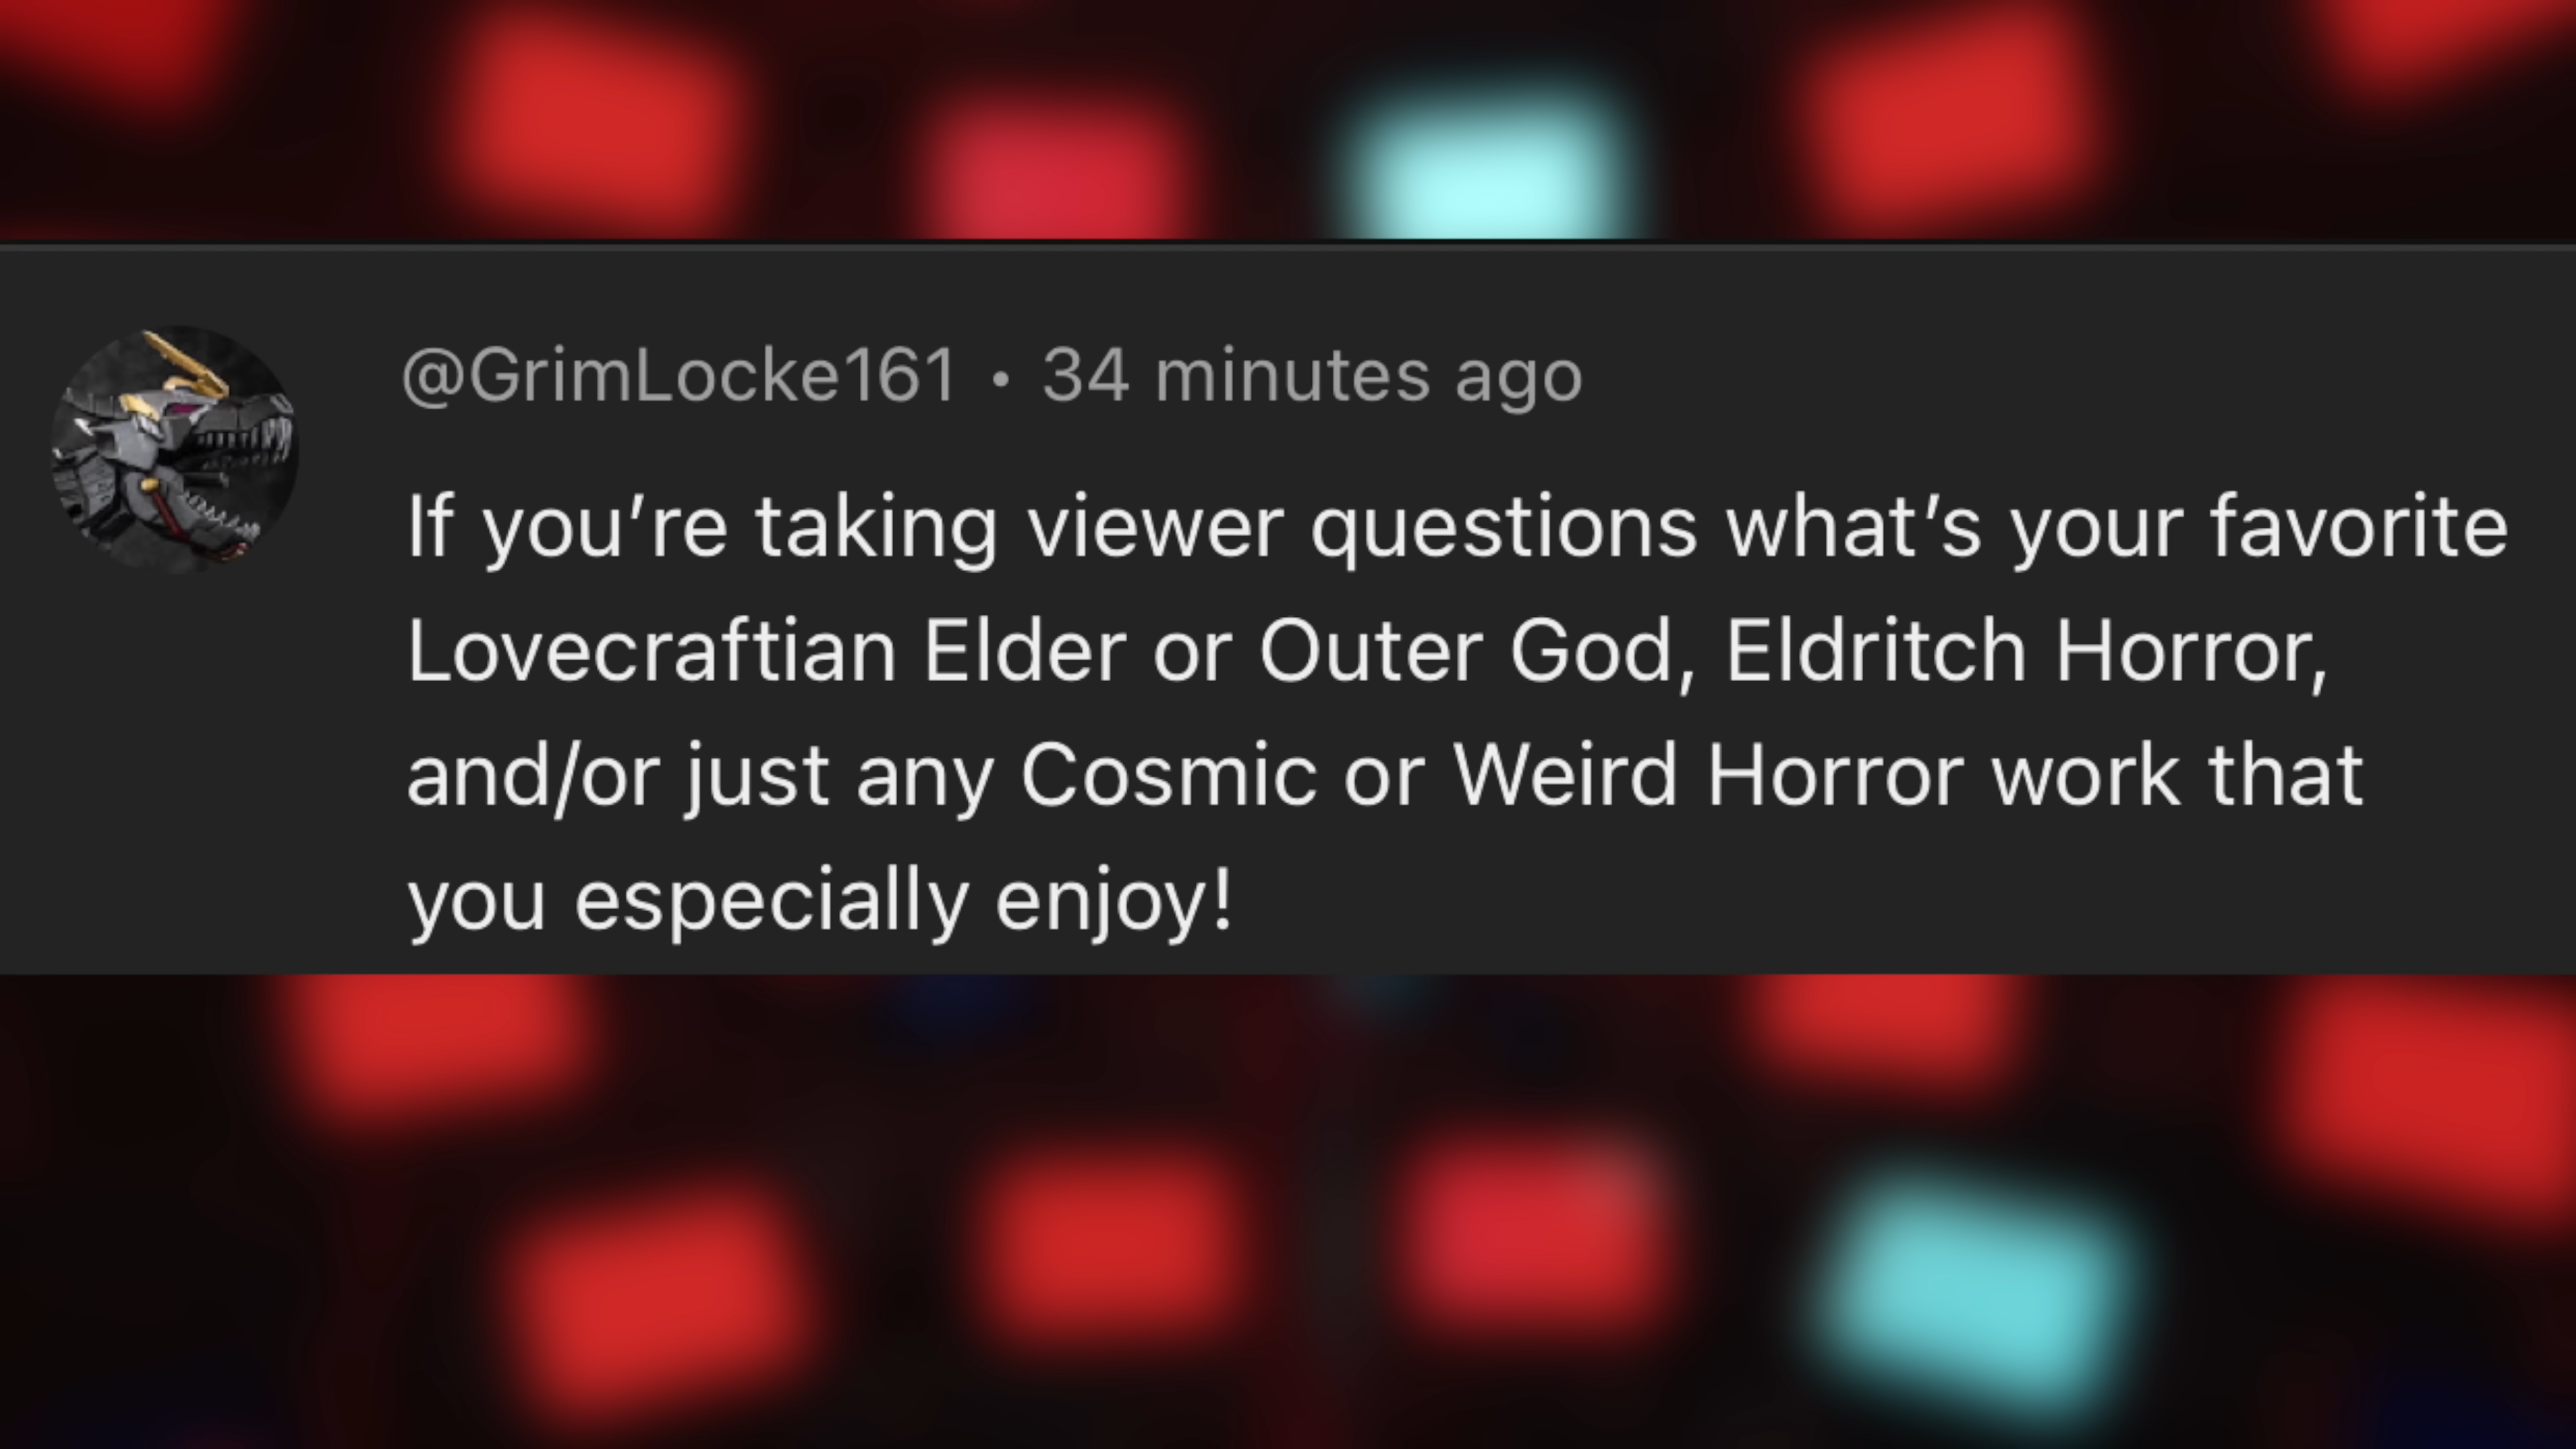 @GrimLocke161 • 34 minutes ago
If you’re taking viewer questions what’s your favorite
Lovecraftian Elder or Outer God, Eldritch Horror,
and/or just any Cosmic or Weird Horror work that
you especially enjoy!